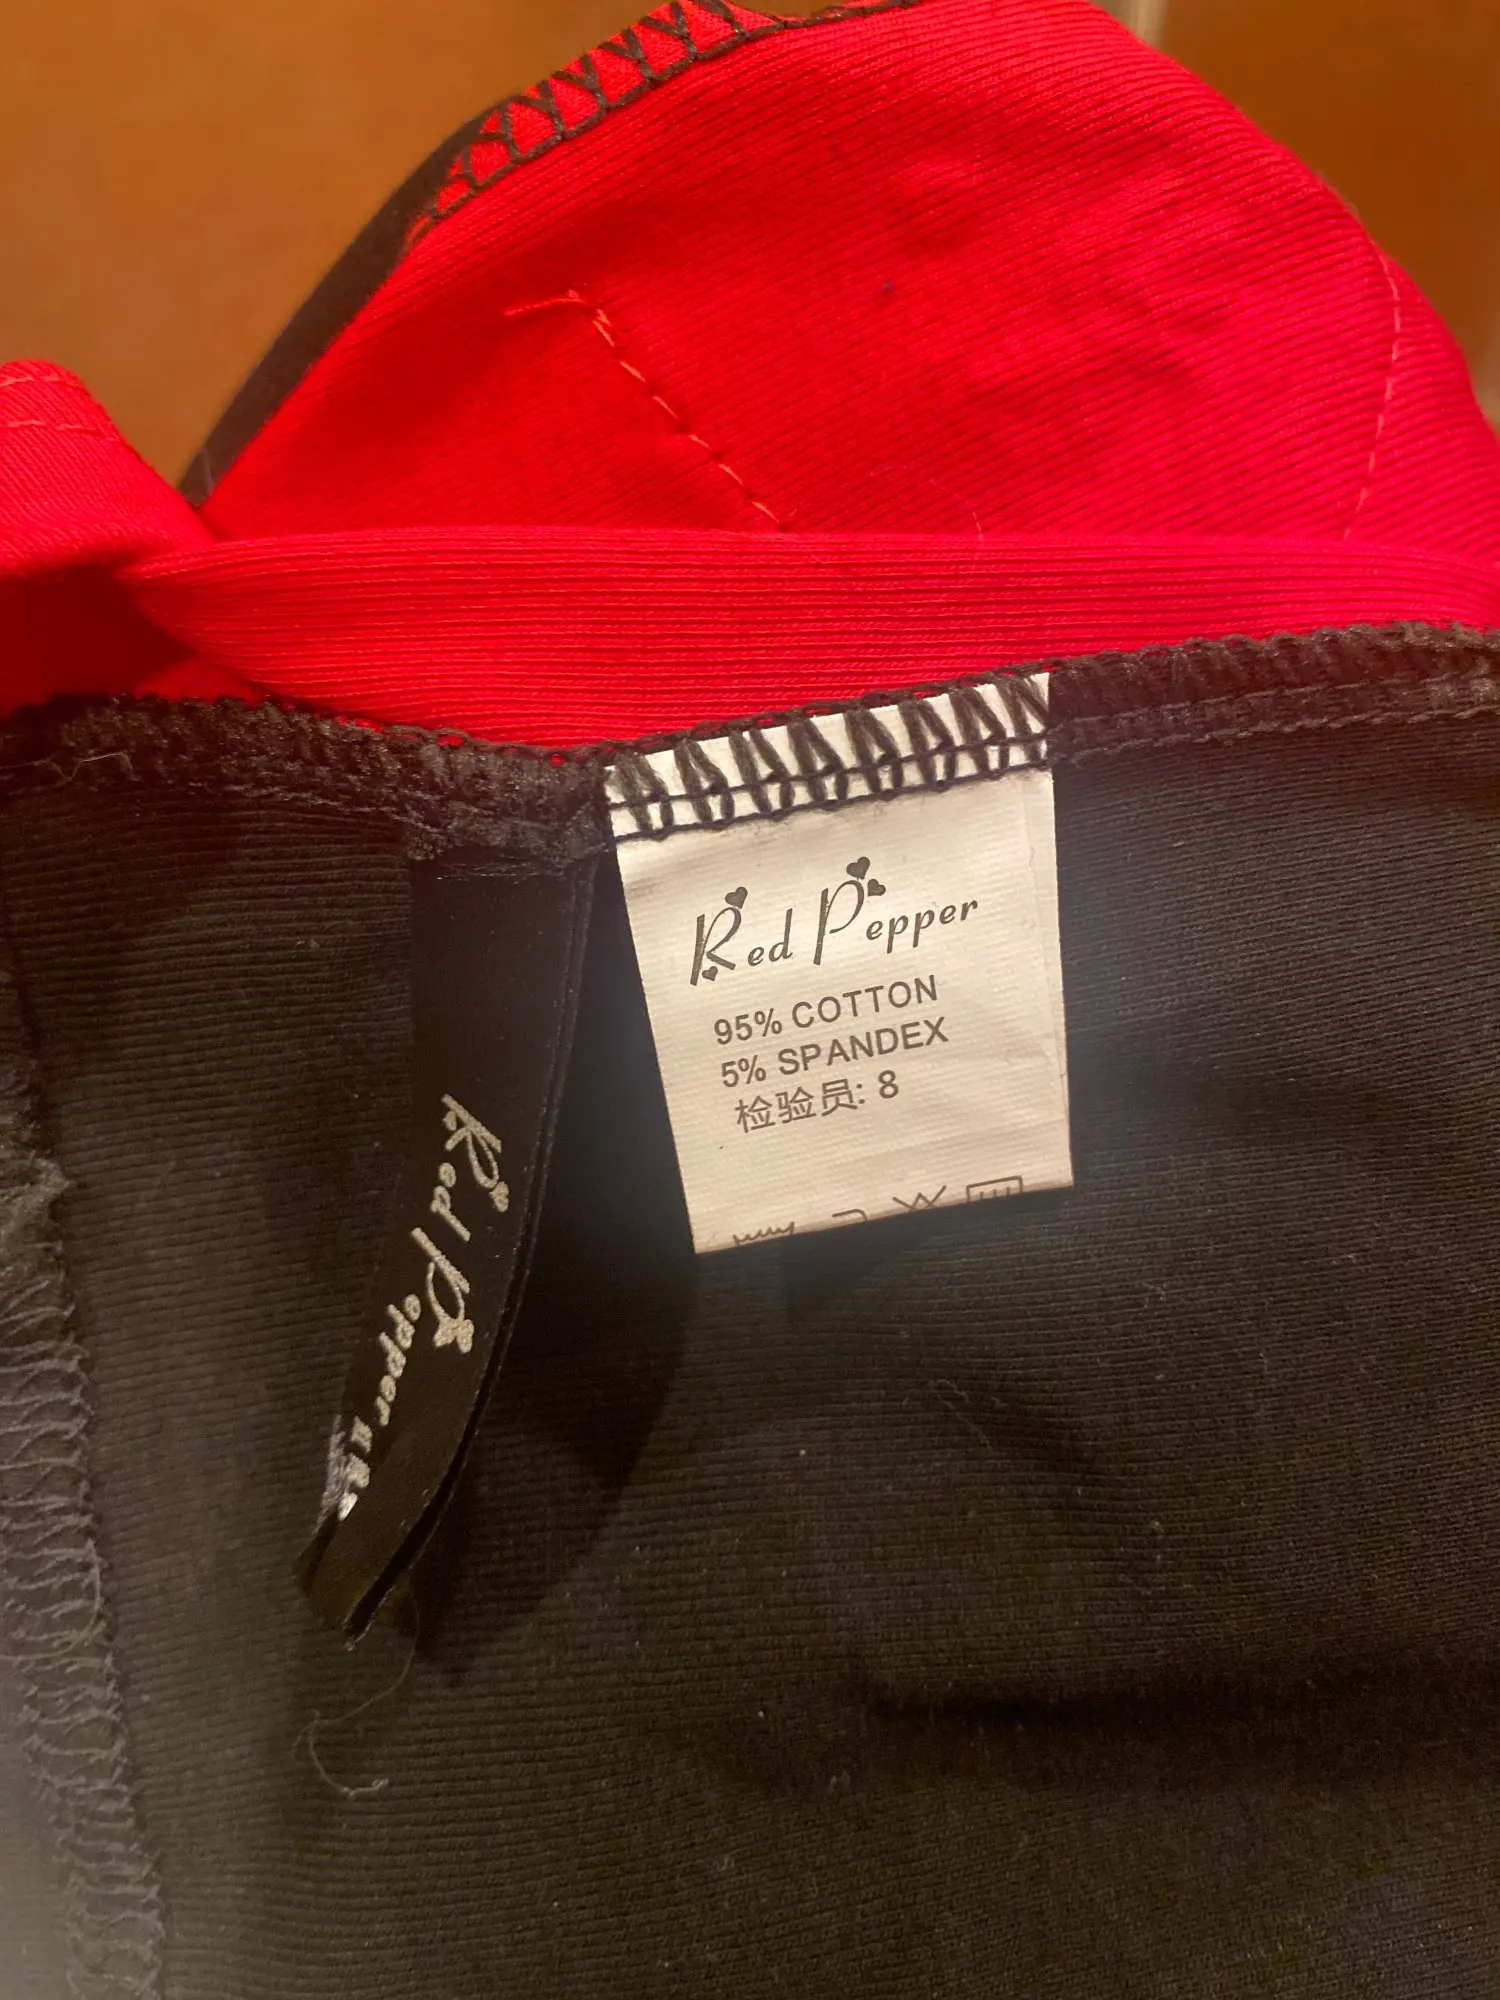 Red Pepper
95% COTTON
5% SPANDEX
检验员: 8
Red Pepper